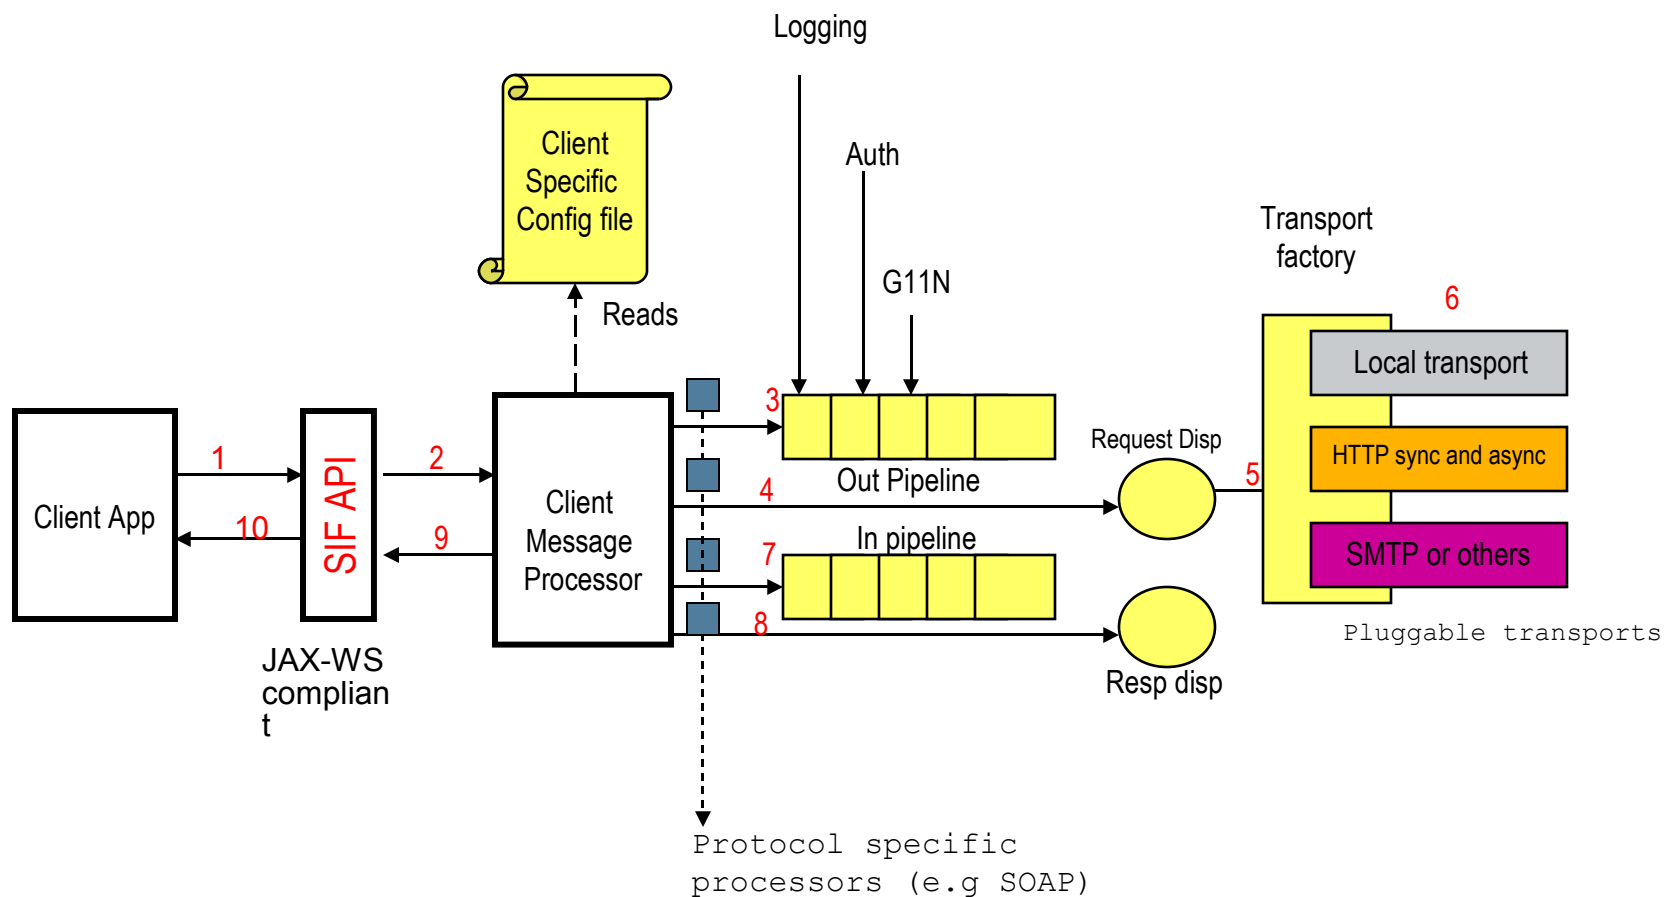 Logging
Client
Specific
Config file
Auth
Transport
factory
G11N
Reads
6
Local transport
3
Request Disp
HTTP sync and async
1
SIF API
2
Out Pipeline
5
4
Client App
Client
Message
Processor
10
9
In pipeline
7
SMTP or others
8
Pluggable transports
JAX-WS
complian
t
Resp disp
Protocol specific
processors (e.g SOAP)